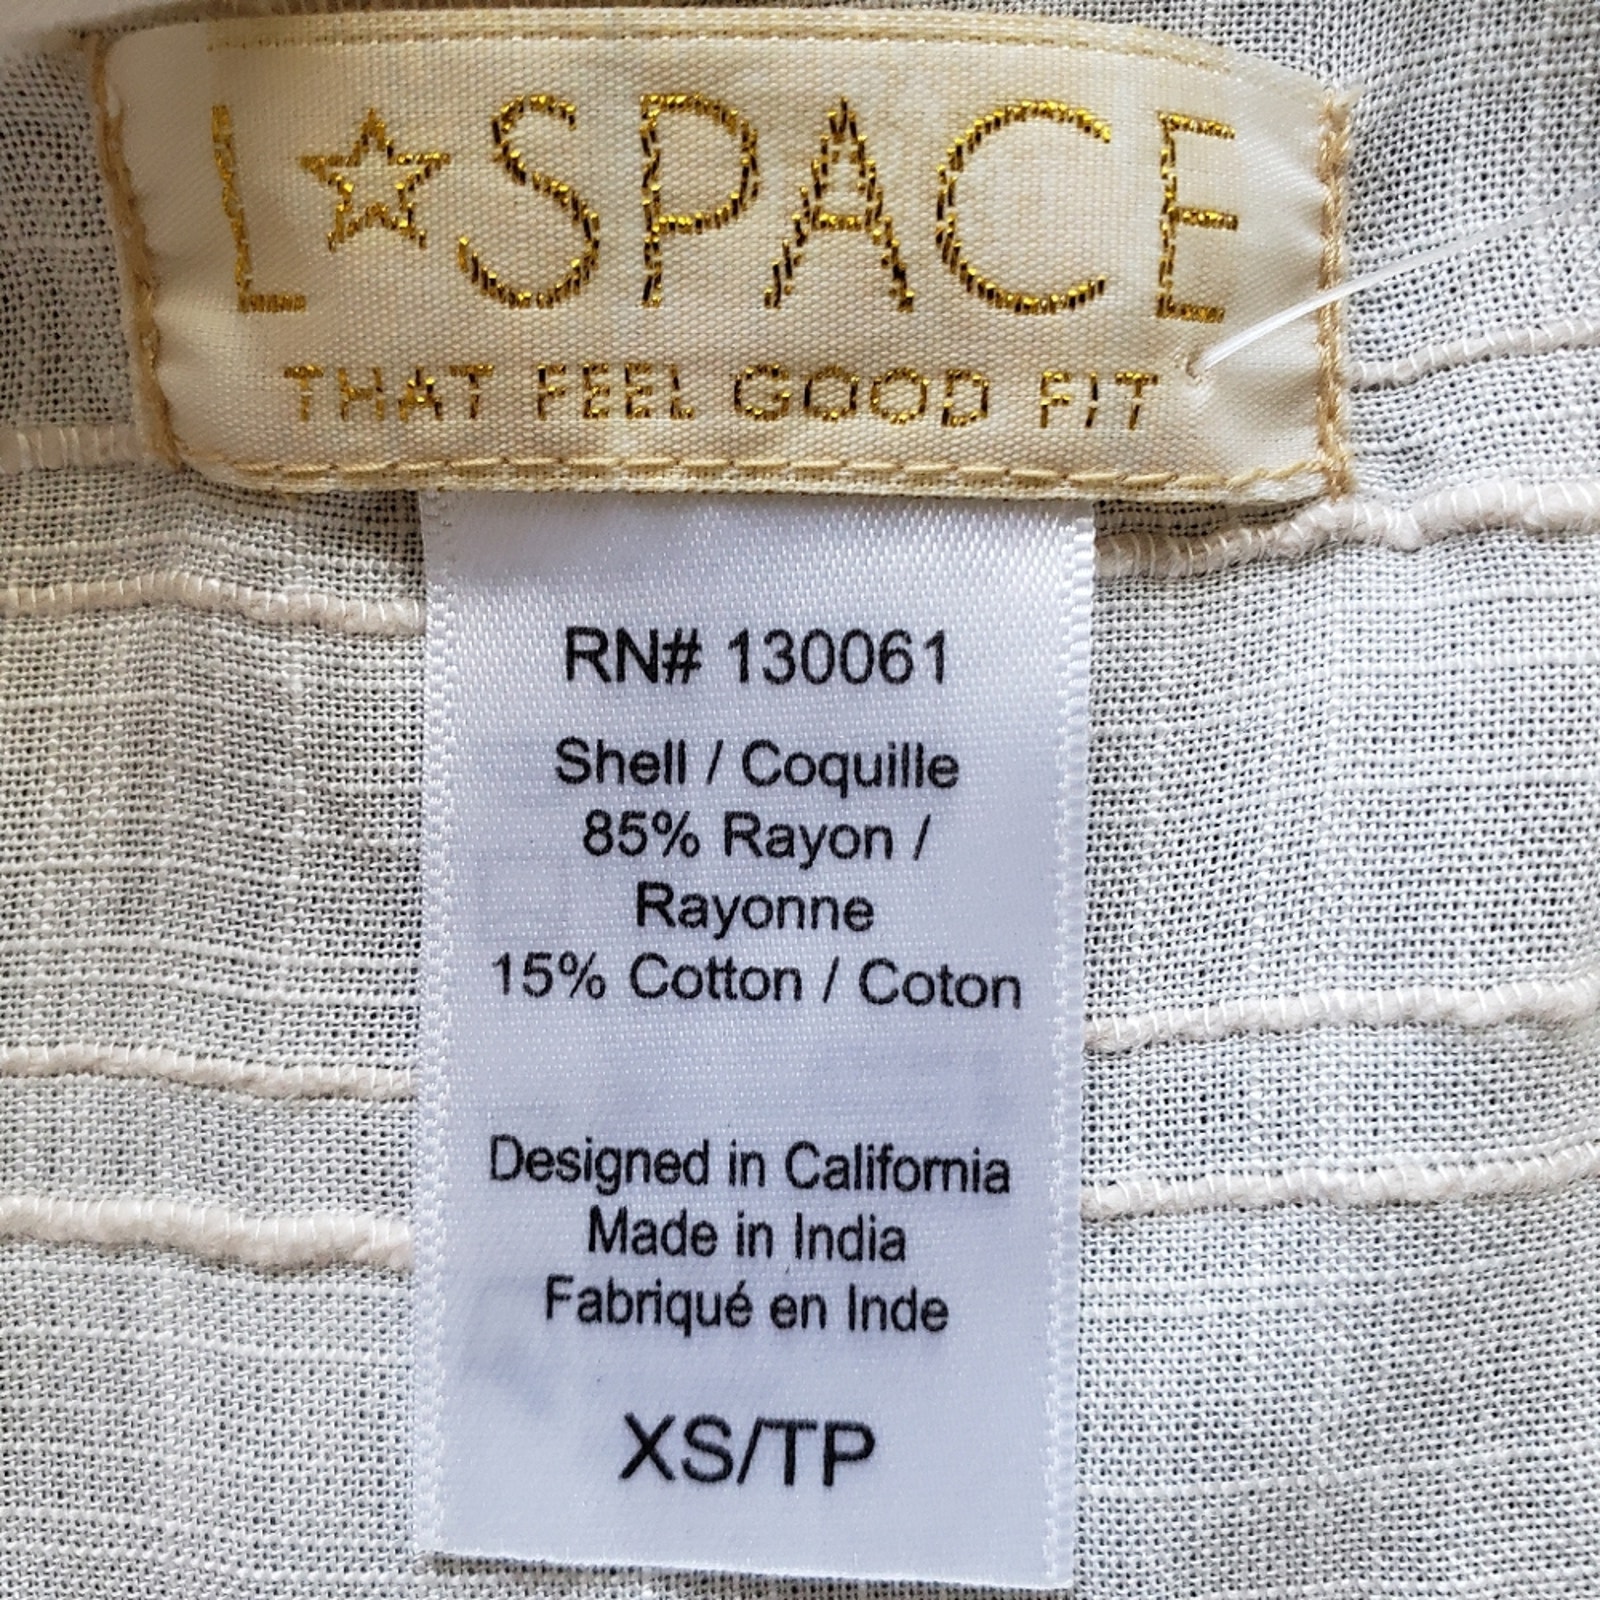 L☆SPACE
THAT FEEL GOOD FIT
RN# 130061
Shell / Coquille
85% Rayon /
Rayonne
15% Cotton / Coton
Designed in California
Made in India
Fabriqué en Inde
XS/TP